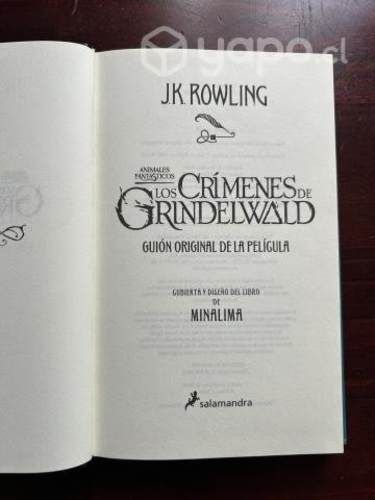 yapo.cl
J.K. ROWLING
ANIMALES
FANTÁSTICOS
LOS CRÍMENES DE
GRINDELWALD
GUIÓN ORIGINAL DE LA PELÍCULA
CUBIERTA Y DISEÑO DEL LIBRO
DE
MINALIMA
salamandra